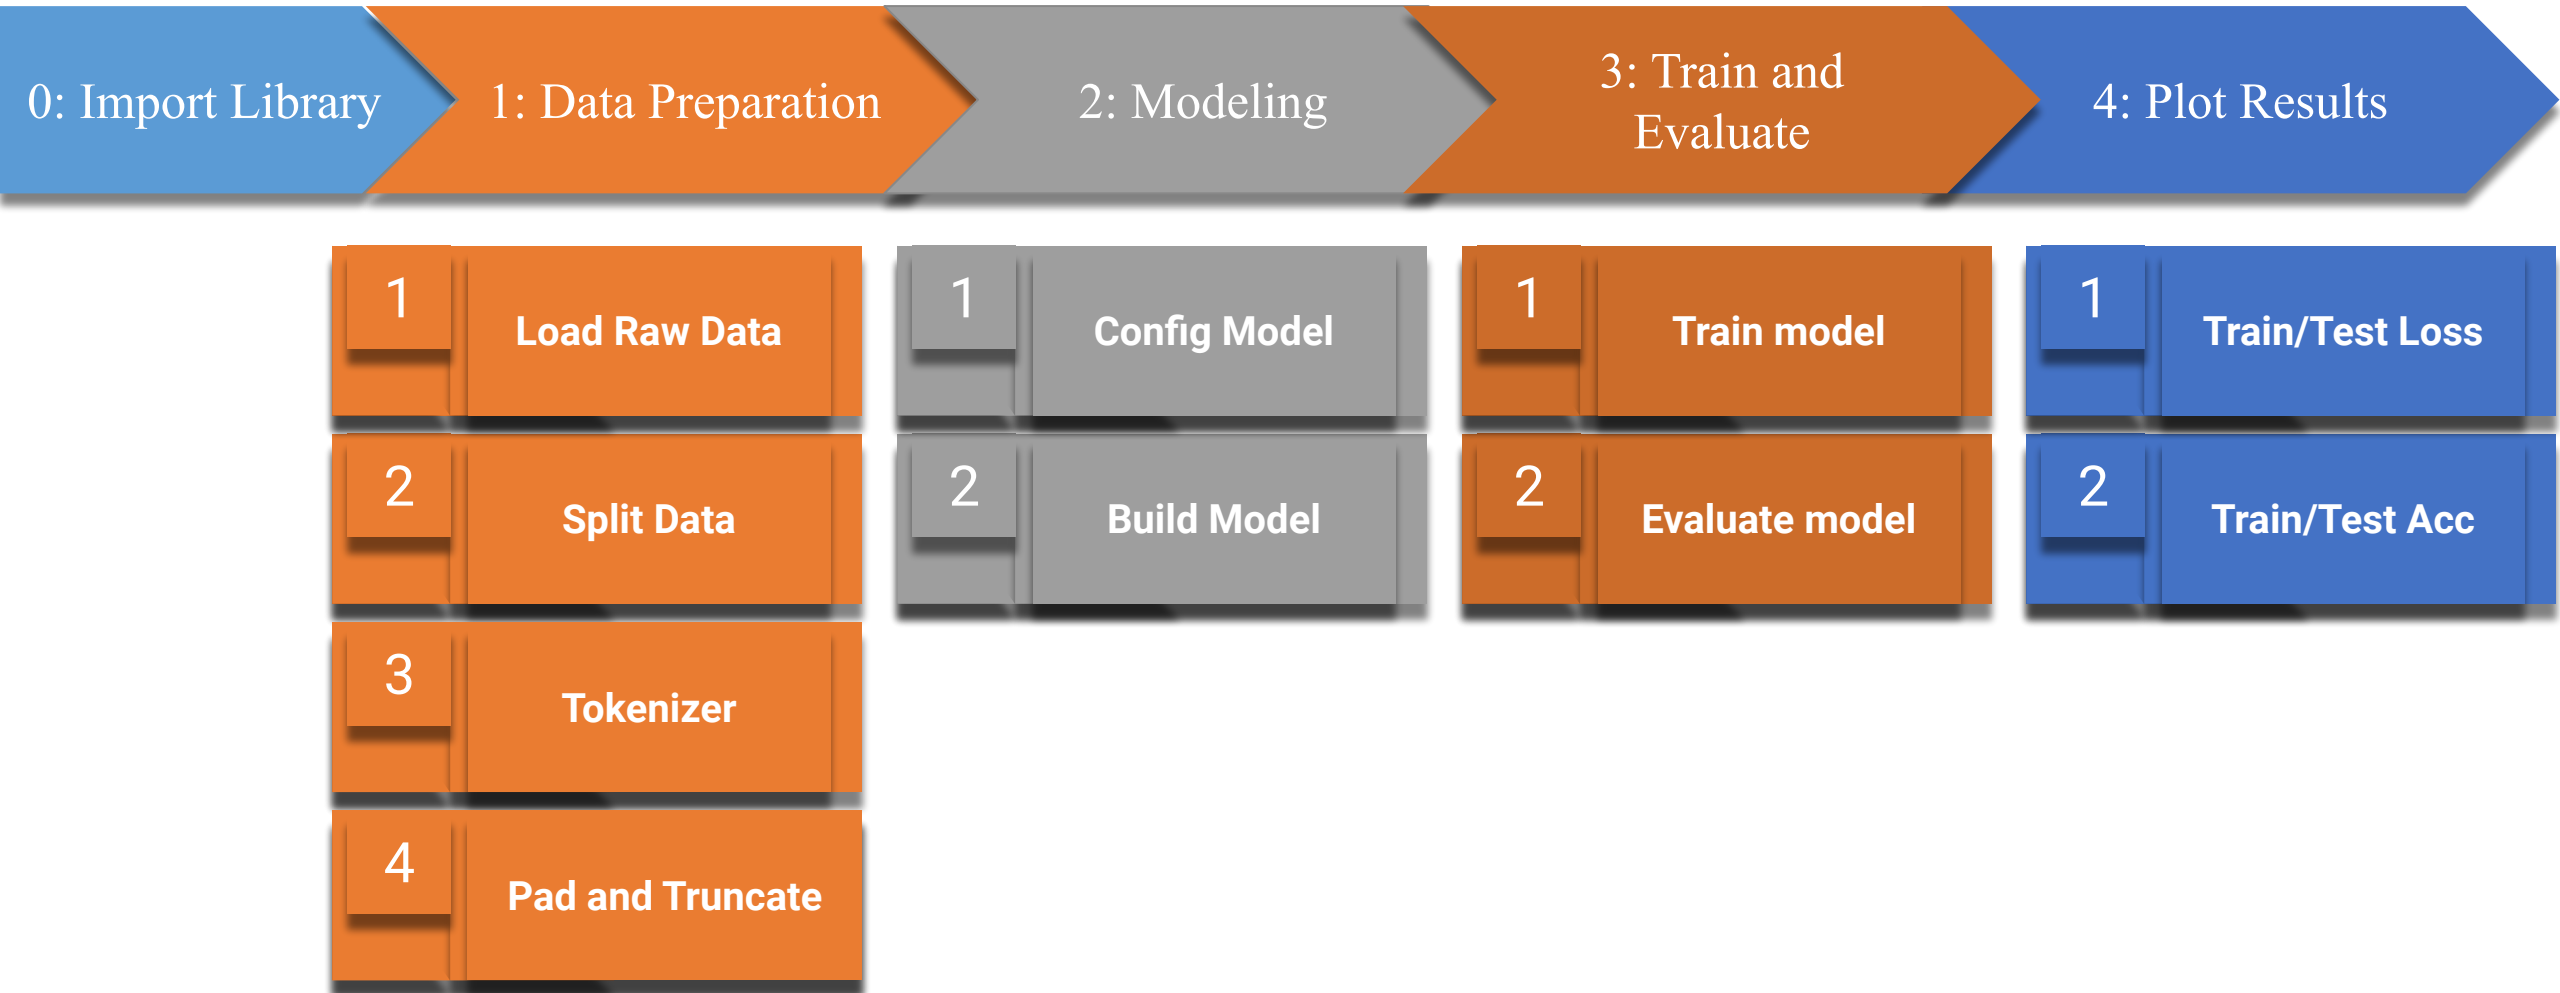 0: Import Library
1: Data Preparation
2: Modeling
3: Train and
Evaluate
4: Plot Results
1
Load Raw Data
2
Split Data
3
Tokenizer
4
Pad and Truncate
1
Config Model
2
Build Model
1
Train model
2
Evaluate model
1
Train/Test Loss
2
Train/Test Acc